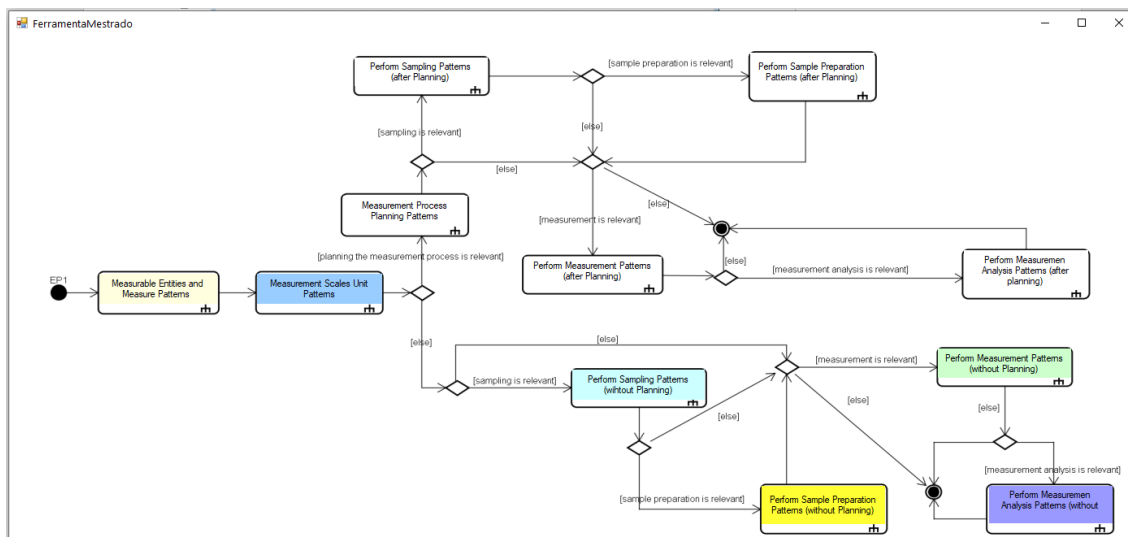 FerramentaMestrado
Perform Sampling Patterns
(after Planning)
[sample preparation is relevant]
Perform Sample Preparation
Patterns (after Planning)
[sampling is relevant]
[else]
[else]
Measurement Process
Planning Patterns
[measurement is relevant]
[else]
[planning the measurement process is relevant]
Perform Measurement Patterns
(after Planning)
[else]
[measurement analysis is relevant]
Perform Measuremen
Analysis Patterns (after
planning)
EP1
Measurable Entities and
Measure Patterns
Measurement Scales Unit
Patterns
[else]
[else]
[sampling is relevant]
Perform Sampling Patterns
(wihtout Planning)
[measurement is relevant]
Perform Measurement Patterns
(without Planning)
[else]
[else]
[else]
[sample preparation is relevant]
Perform Sample Preparation
Patterns (without Planning)
[measurement analysis is relevant]
Perform Measuremen
Analysis Patterns (without